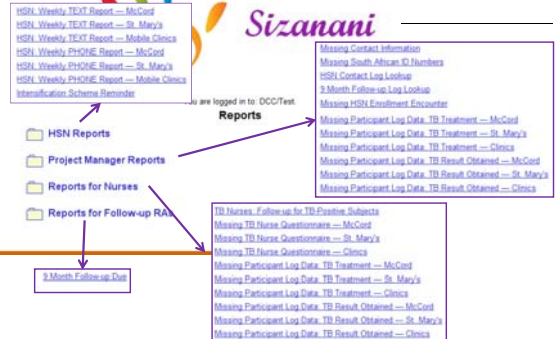 HSN: Weekly TEXT Report — McCord
HSN: Weekly TEXT Report — St. Mary's
HSN: Weekly TEXT Report — Mobile Clinics
HSN: Weekly PHONE Report — McCord
HSN: Weekly PHONE Report — St. Mary's
HSN: Weekly PHONE Report — Mobile Clinics
Intensification Scheme Reminder
Sizanani
You are logged in to: DCC/Test
Reports
HSN Reports
Project Manager Reports
Reports for Nurses
Reports for Follow-up RAs
Missing Contact Information
Missing South African ID Numbers
HSN Contact Log Lookup
9 Month Follow-up Log Lookup
Missing HSN Enrollment Encounter
Missing Participant Log Data: TB Treatment — McCord
Missing Participant Log Data: TB Treatment — St. Mary's
Missing Participant Log Data: TB Treatment — Clinics
Missing Participant Log Data: TB Result Obtained — McCord
Missing Participant Log Data: TB Result Obtained — St. Mary's
Missing Participant Log Data: TB Result Obtained — Clinics
9 Month Follow-up Due
TB Nurses: Follow-up for TB-Positive Subjects
Missing TB Nurse Questionnaire — McCord
Missing TB Nurse Questionnaire — St. Mary's
Missing TB Nurse Questionnaire — Clinics
Missing Participant Log Data: TB Treatment — McCord
Missing Participant Log Data: TB Treatment — St. Mary's
Missing Participant Log Data: TB Treatment — Clinics
Missing Participant Log Data: TB Result Obtained — McCord
Missing Participant Log Data: TB Result Obtained — St. Mary's
Missing Participant Log Data: TB Result Obtained — Clinics